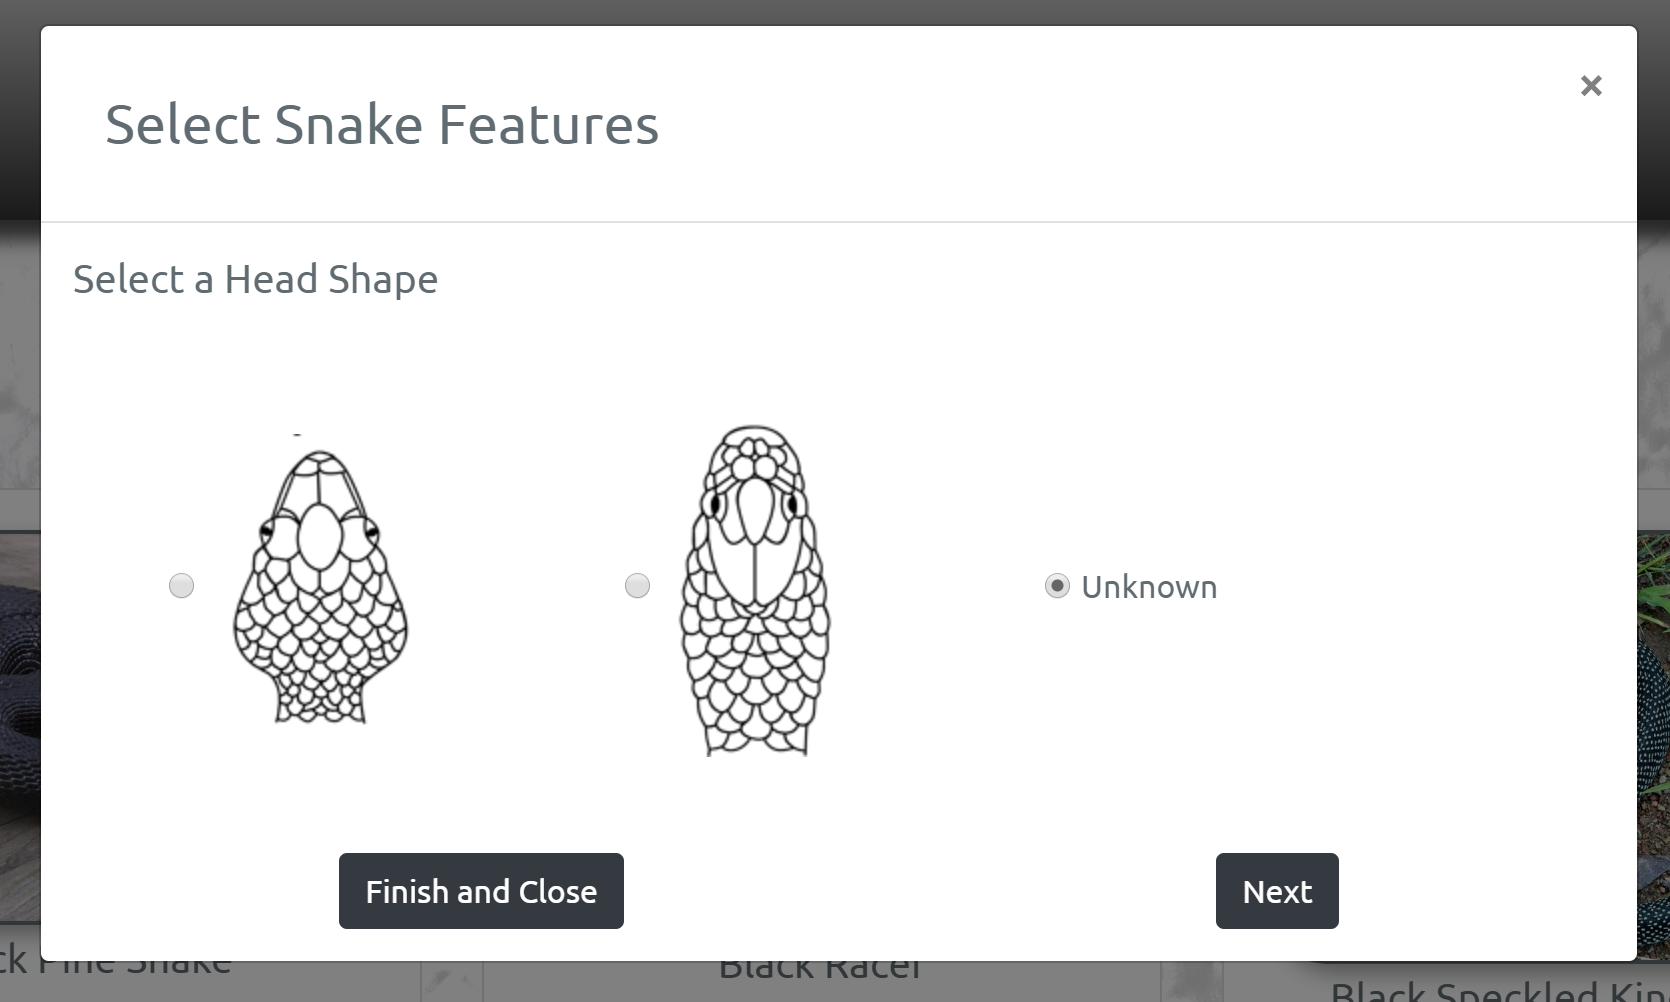 ×
Select Snake Features
Select a Head Shape
Unknown
Finish and Close
Next
ck Pine Snake
Black Racer
Black Speckled Kin